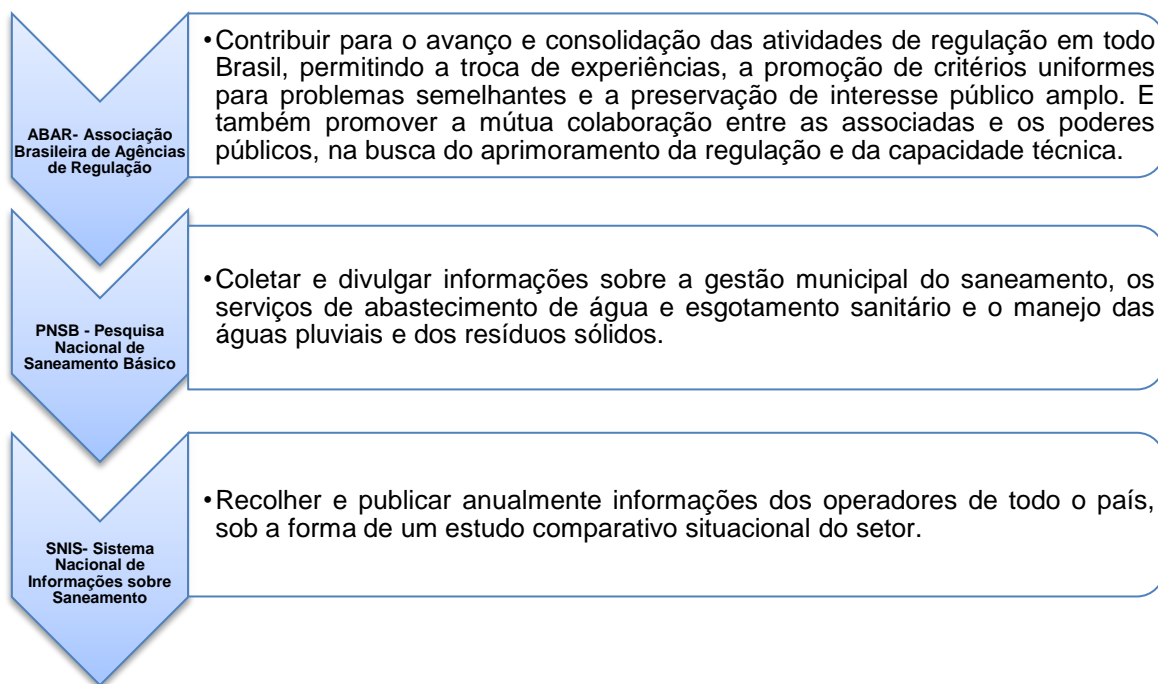 ABAR- Associação
Brasileira de Agências
de Regulação
•Contribuir para o avanço e consolidação das atividades de regulação em todo
Brasil, permitindo a troca de experiências, a promoção de critérios uniformes
para problemas semelhantes e a preservação de interesse público amplo. E
também promover a mútua colaboração entre as associadas e os poderes
públicos, na busca do aprimoramento da regulação e da capacidade técnica.
PNSB - Pesquisa
Nacional de
Saneamento Básico
•Coletar e divulgar informações sobre a gestão municipal do saneamento, os
serviços de abastecimento de água e esgotamento sanitário e o manejo das
águas pluviais e dos resíduos sólidos.
SNIS- Sistema
Nacional de
Informações sobre
Saneamento
•Recolher e publicar anualmente informações dos operadores de todo o país,
sob a forma de um estudo comparativo situacional do setor.